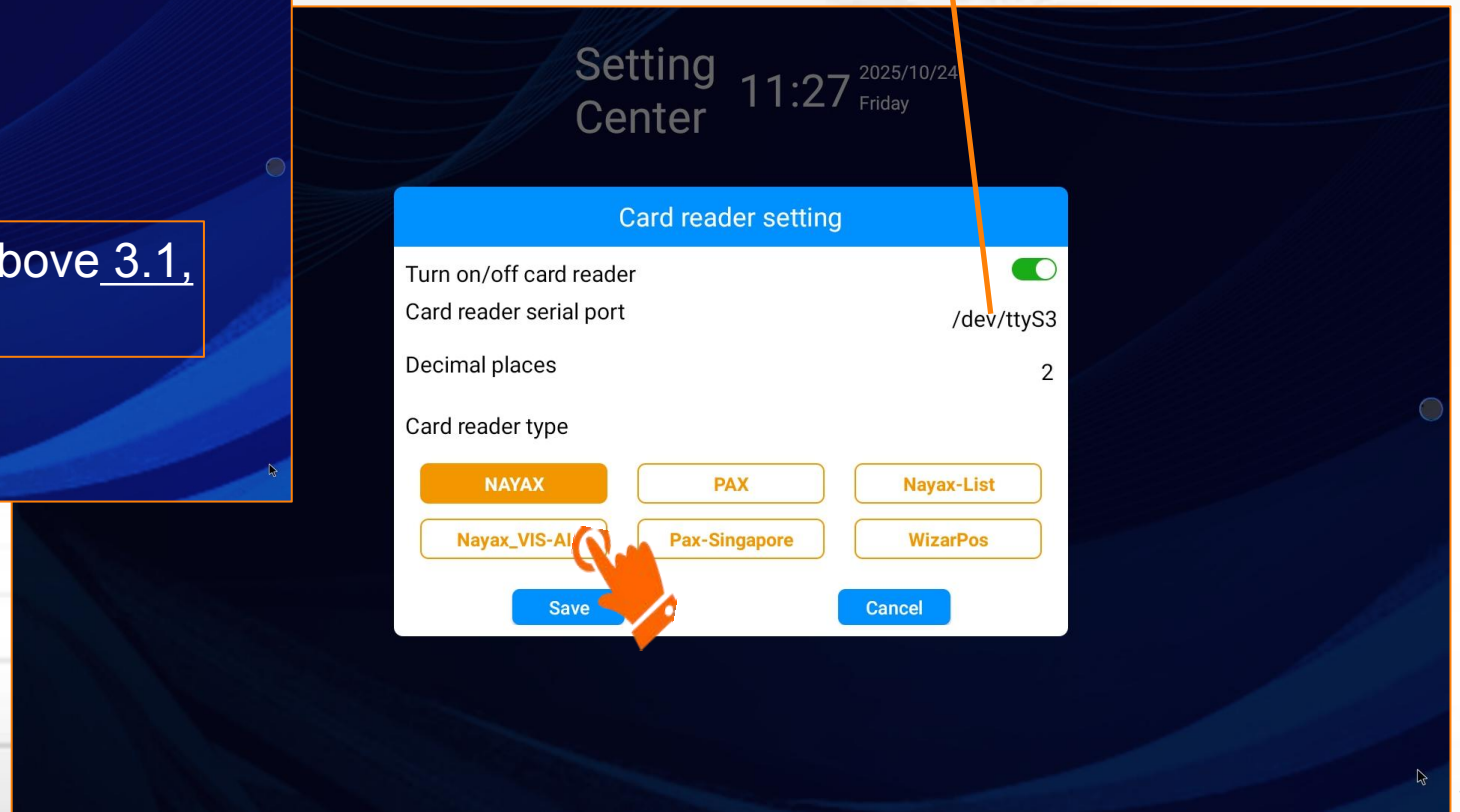 Setting
Center
11:27
2025/10/24
Friday
3.1,
Card reader setting
Turn on/off card reader
Card reader serial port
/dev/ttyS3
Decimal places
2
Card reader type
NAYAX
PAX
Nayax-List
Nayax_VIS-AI
Pax-Singapore
WizarPos
Save
Cancel